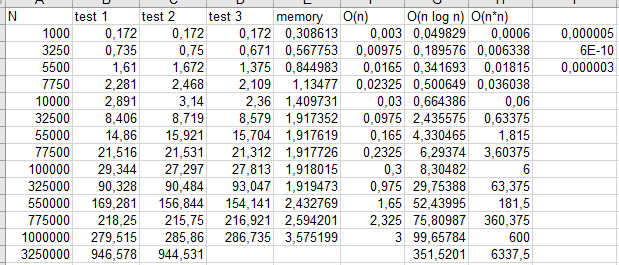 N test 1 test 2 test 3 memory O(n) O(n log n) O(n*n)
1000 0,172 0,172 0,172 0,308613 0,003 0,049829 0,0006 0,000005
3250 0,735 0,75 0,671 0,567753 0,00975 0,189576 0,006338 6E-10
5500 1,61 1,672 1,375 0,844983 0,0165 0,341693 0,01815 0,000003
7750 2,281 2,468 2,109 1,13477 0,02325 0,500649 0,036038
10000 2,891 3,14 2,36 1,409731 0,03 0,664386 0,06
32500 8,406 8,719 8,579 1,917352 0,0975 2,435575 0,63375
55000 14,86 15,921 15,704 1,917619 0,165 4,330465 1,815
77500 21,516 21,531 21,312 1,917726 0,2325 6,29374 3,60375
100000 29,344 27,297 27,813 1,918015 0,3 8,30482 6
325000 90,328 90,484 93,047 1,919473 0,975 29,75388 63,375
550000 169,281 156,844 154,141 2,432769 1,65 52,43995 181,5
775000 218,25 215,75 216,921 2,594201 2,325 75,80987 360,375
1000000 279,515 285,86 286,735 3,575199 3 99,65784 600
3250000 946,578 944,531 351,5201 6337,5